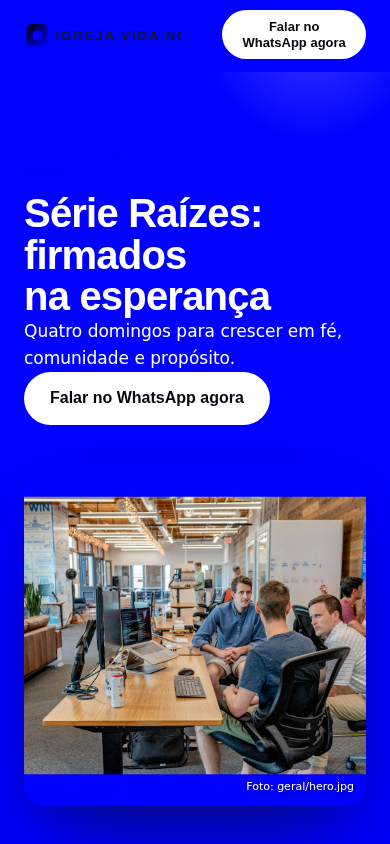 IGREJA VIDA NO
Falar no
WhatsApp agora
Série Raízes:
firmados
na esperança
Quatro domingos para crescer em fé,
comunidade e propósito.
Falar no WhatsApp agora
WIN
Foto: geral/hero.jpg